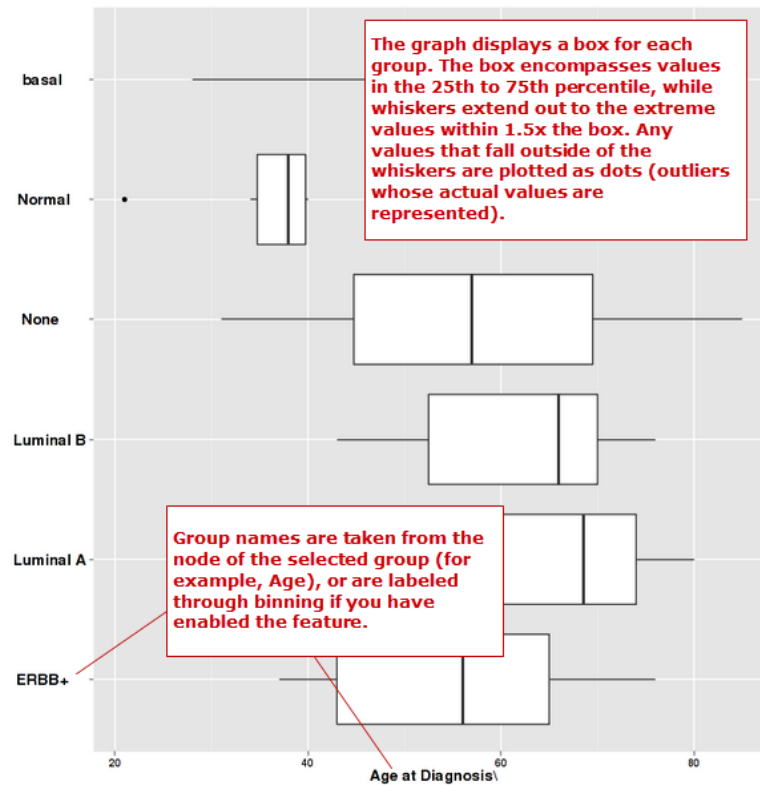 The graph displays a box for each
group. The box encompasses values
in the 25th to 75th percentile, while
whiskers extend out to the extreme
values within 1.5x the box. Any
values that fall outside of the
whiskers are plotted as dots (outliers
whose actual values are
represented).
basal
Normal
None
Luminal B
Luminal A
Group names are taken from the
node of the selected group (for
example, Age), or are labeled
through binning if you have
enabled the feature.
ERBB+
20 40 60 80
Age at Diagnosis\